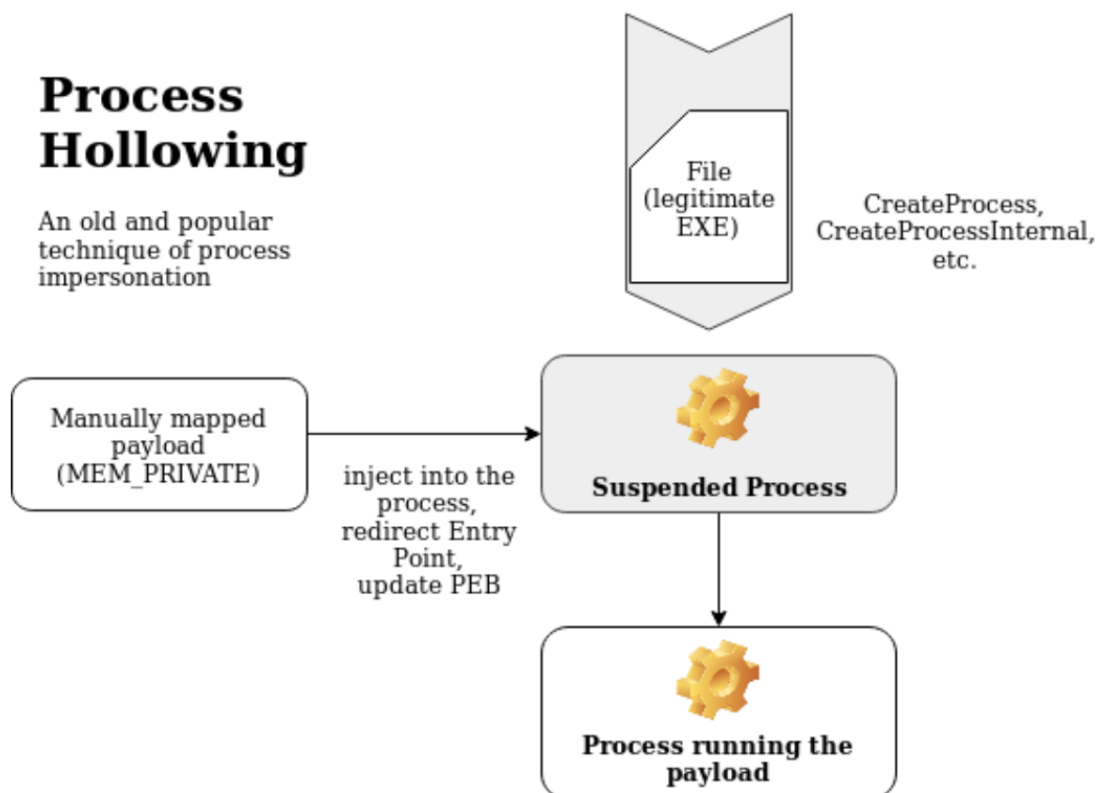 Process
Hollowing
An old and popular
technique of process
impersonation
File
(legitimate
EXE)
CreateProcess,
CreateProcessInternal,
etc.
Manually mapped
payload
(MEM_PRIVATE)
inject into the
process,
redirect Entry
Point,
update PEB
Suspended Process
Process running the
payload